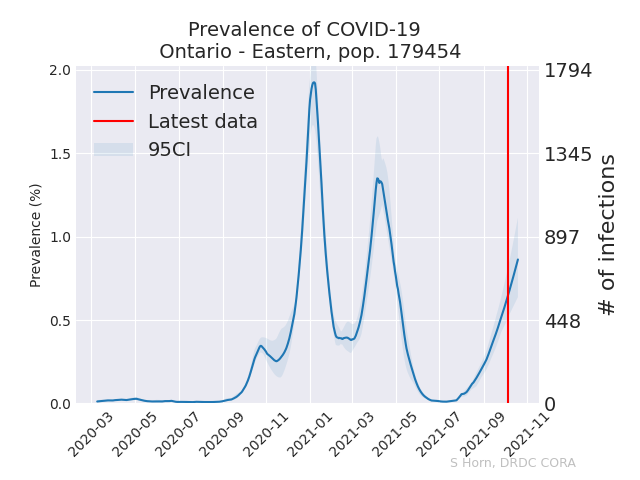 Prevalence of COVID-19
Ontario - Eastern, pop. 179454
Prevalence
Latest data
95CI
Prevalence (%)
2.0
1.5
1.0
0.5
0.0
1794
1345
897
448
0
# of infections
2020-03
2020-05
2020-07
2020-09
2020-11
2021-01
2021-03
2021-05
2021-07
2021-09
2021-11
S Horn, DRDC CORA